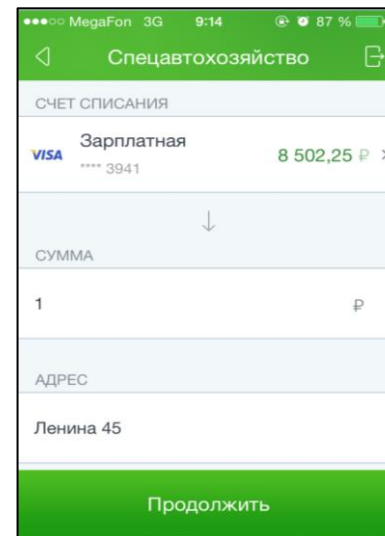 MegaFon 3G 9:14 87 %
Спецавтохозяйство
СЧЕТ СПИСАНИЯ
VISA Зарплатная 8 502,25 ₽
**** 3941
СУММА
1 ₽
АДРЕС
Ленина 45
Продолжить